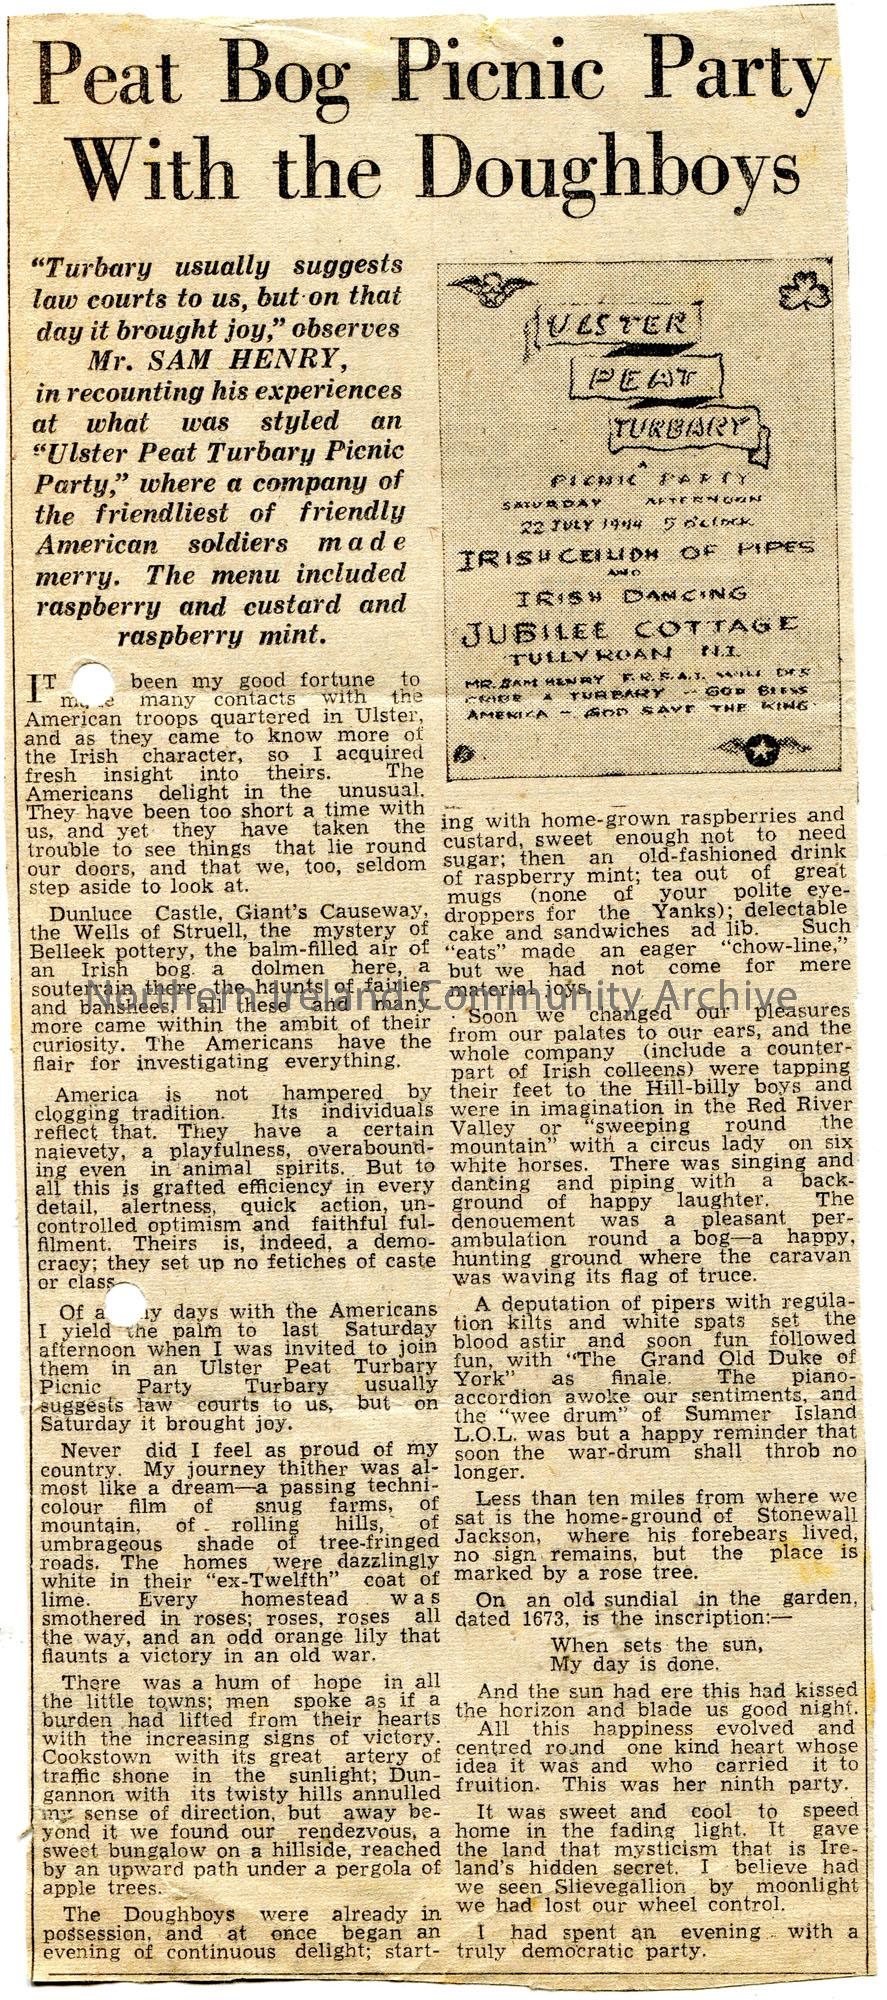 Peat Bog Picnic Party
With the Doughboys
"Turbary usually suggests
law courts to us, but on that
day it brought joy," observes
Mr. SAM HENRY,
in recounting his experiences
at what was styled an
"Ulster Peat Turbary Picnic
Party," where a company of
the friendliest of friendly
American soldiers made
merry. The menu included
raspberry and custard and
raspberry mint.
IT been my good fortune to
many contacts with the
American troops quartered in Ulster,
and as they came to know more of
the Irish character, so I acquired
fresh insight into theirs. The
Americans delight in the unusual.
They have been too short a time with
us, and yet they have taken the
trouble to see things that lie round
our doors, and that we, too, seldom
step aside to look at.
Dunluce Castle, Giant's Causeway,
the Wells of Struell, the mystery of
Belleek pottery, the balm-filled air of
an Irish bog a dolmen here, a
souterrain there, the haunts of fairies
and banshees, all these and many
more came within the ambit of their
curiosity. The Americans have the
flair for investigating everything.
America is not hampered by
clogging tradition. Its individuals
reflect that. They have a certain
naievety, a playfulness, overabound-
ing even in animal spirits. But to
all this is grafted efficiency in every
detail, alertness, quick action, un-
controlled optimism and faithful ful-
filment. Theirs is, indeed, a demo-
cracy; they set up no fetiches of caste
or class
Of a y days with the Americans
I yield the palm to last Saturday
afternoon when I was invited to join
them in an Ulster Peat Turbary
Picnic Party Turbary usually
suggests law courts to us, but on
Saturday it brought joy.
Never did I feel as proud of my
country. My journey thither was al-
most like a dream—a passing techni-
colour film of snug farms, of
mountain, of rolling hills, of
umbrageous shade of tree-fringed
roads. The homes were dazzlingly
white in their "ex-Twelfth" coat of
lime. Every homestead was
smothered in roses; roses, roses all
the way, and an odd orange lily that
flaunts a victory in an old war.
There was a hum of hope in all
the little towns; men spoke as if a
burden had lifted from their hearts
with the increasing signs of victory.
Cookstown with its great artery of
traffic shone in the sunlight; Dun-
gannon with its twisty hills annulled
my sense of direction, but away be-
yond it we found our rendezvous, a
sweet bungalow on a hillside, reached
by an upward path under a pergola of
apple trees.
The Doughboys were already in
possession, and at once began an
evening of continuous delight; start-
ULSTER
PEAT
TURBARY
PICNIC PARTY
SATURDAY AFTERNOON
22 JULY 1944 5 O'CLOCK
IRISH CEILIDH OF PIPES
AND
IRISH DANCING
JUBILEE COTTAGE
TULLYROAN N.I.
MR. SAM HENRY F.R.S.A.I. WILL DES
CRIBE A TURBARY - GOD BLESS
AMERICA - GOD SAVE THE KING
ing with home-grown raspberries and
custard, sweet enough not to need
sugar; then an old-fashioned drink
of raspberry mint; tea out of great
mugs (none of your polite eye-
droppers for the Yanks); delectable
cake and sandwiches ad lib. Such
"eats" made an eager "chow-line,"
but we had not come for mere
material joys.
Soon we changed our pleasures
from our palates to our ears, and the
whole company (include a counter-
part of Irish colleens) were tapping
their feet to the Hill-billy boys and
were in imagination in the Red River
Valley or "sweeping round the
mountain" with a circus lady on six
white horses. There was singing and
dancing and piping with a back-
ground of happy laughter. The
denouement was a pleasant per-
ambulation round a bog—a happy,
hunting ground where the caravan
was waving its flag of truce.
A deputation of pipers with regula-
tion kilts and white spats set the
blood astir and soon fun followed
fun, with "The Grand Old Duke of
York" as finale. The piano-
accordion awoke our sentiments, and
the "wee drum" of Summer Island
L.O.L. was but a happy reminder that
soon the war-drum shall throb no
longer.
Less than ten miles from where we
sat is the home-ground of Stonewall
Jackson, where his forebears lived,
no sign remains, but the place is
marked by a rose tree.
On an old sundial in the garden,
dated 1673, is the inscription:—
When sets the sun,
My day is done.
And the sun had ere this had kissed
the horizon and blade us good night.
All this happiness evolved and
centred round one kind heart whose
idea it was and who carried it to
fruition. This was her ninth party.
It was sweet and cool to speed
home in the fading light. It gave
the land that mysticism that is Ire-
land's hidden secret. I believe had
we seen Slievegallion by moonlight
we had lost our wheel control.
I had spent an evening with a
truly democratic party.
Northern Ireland Community Archive